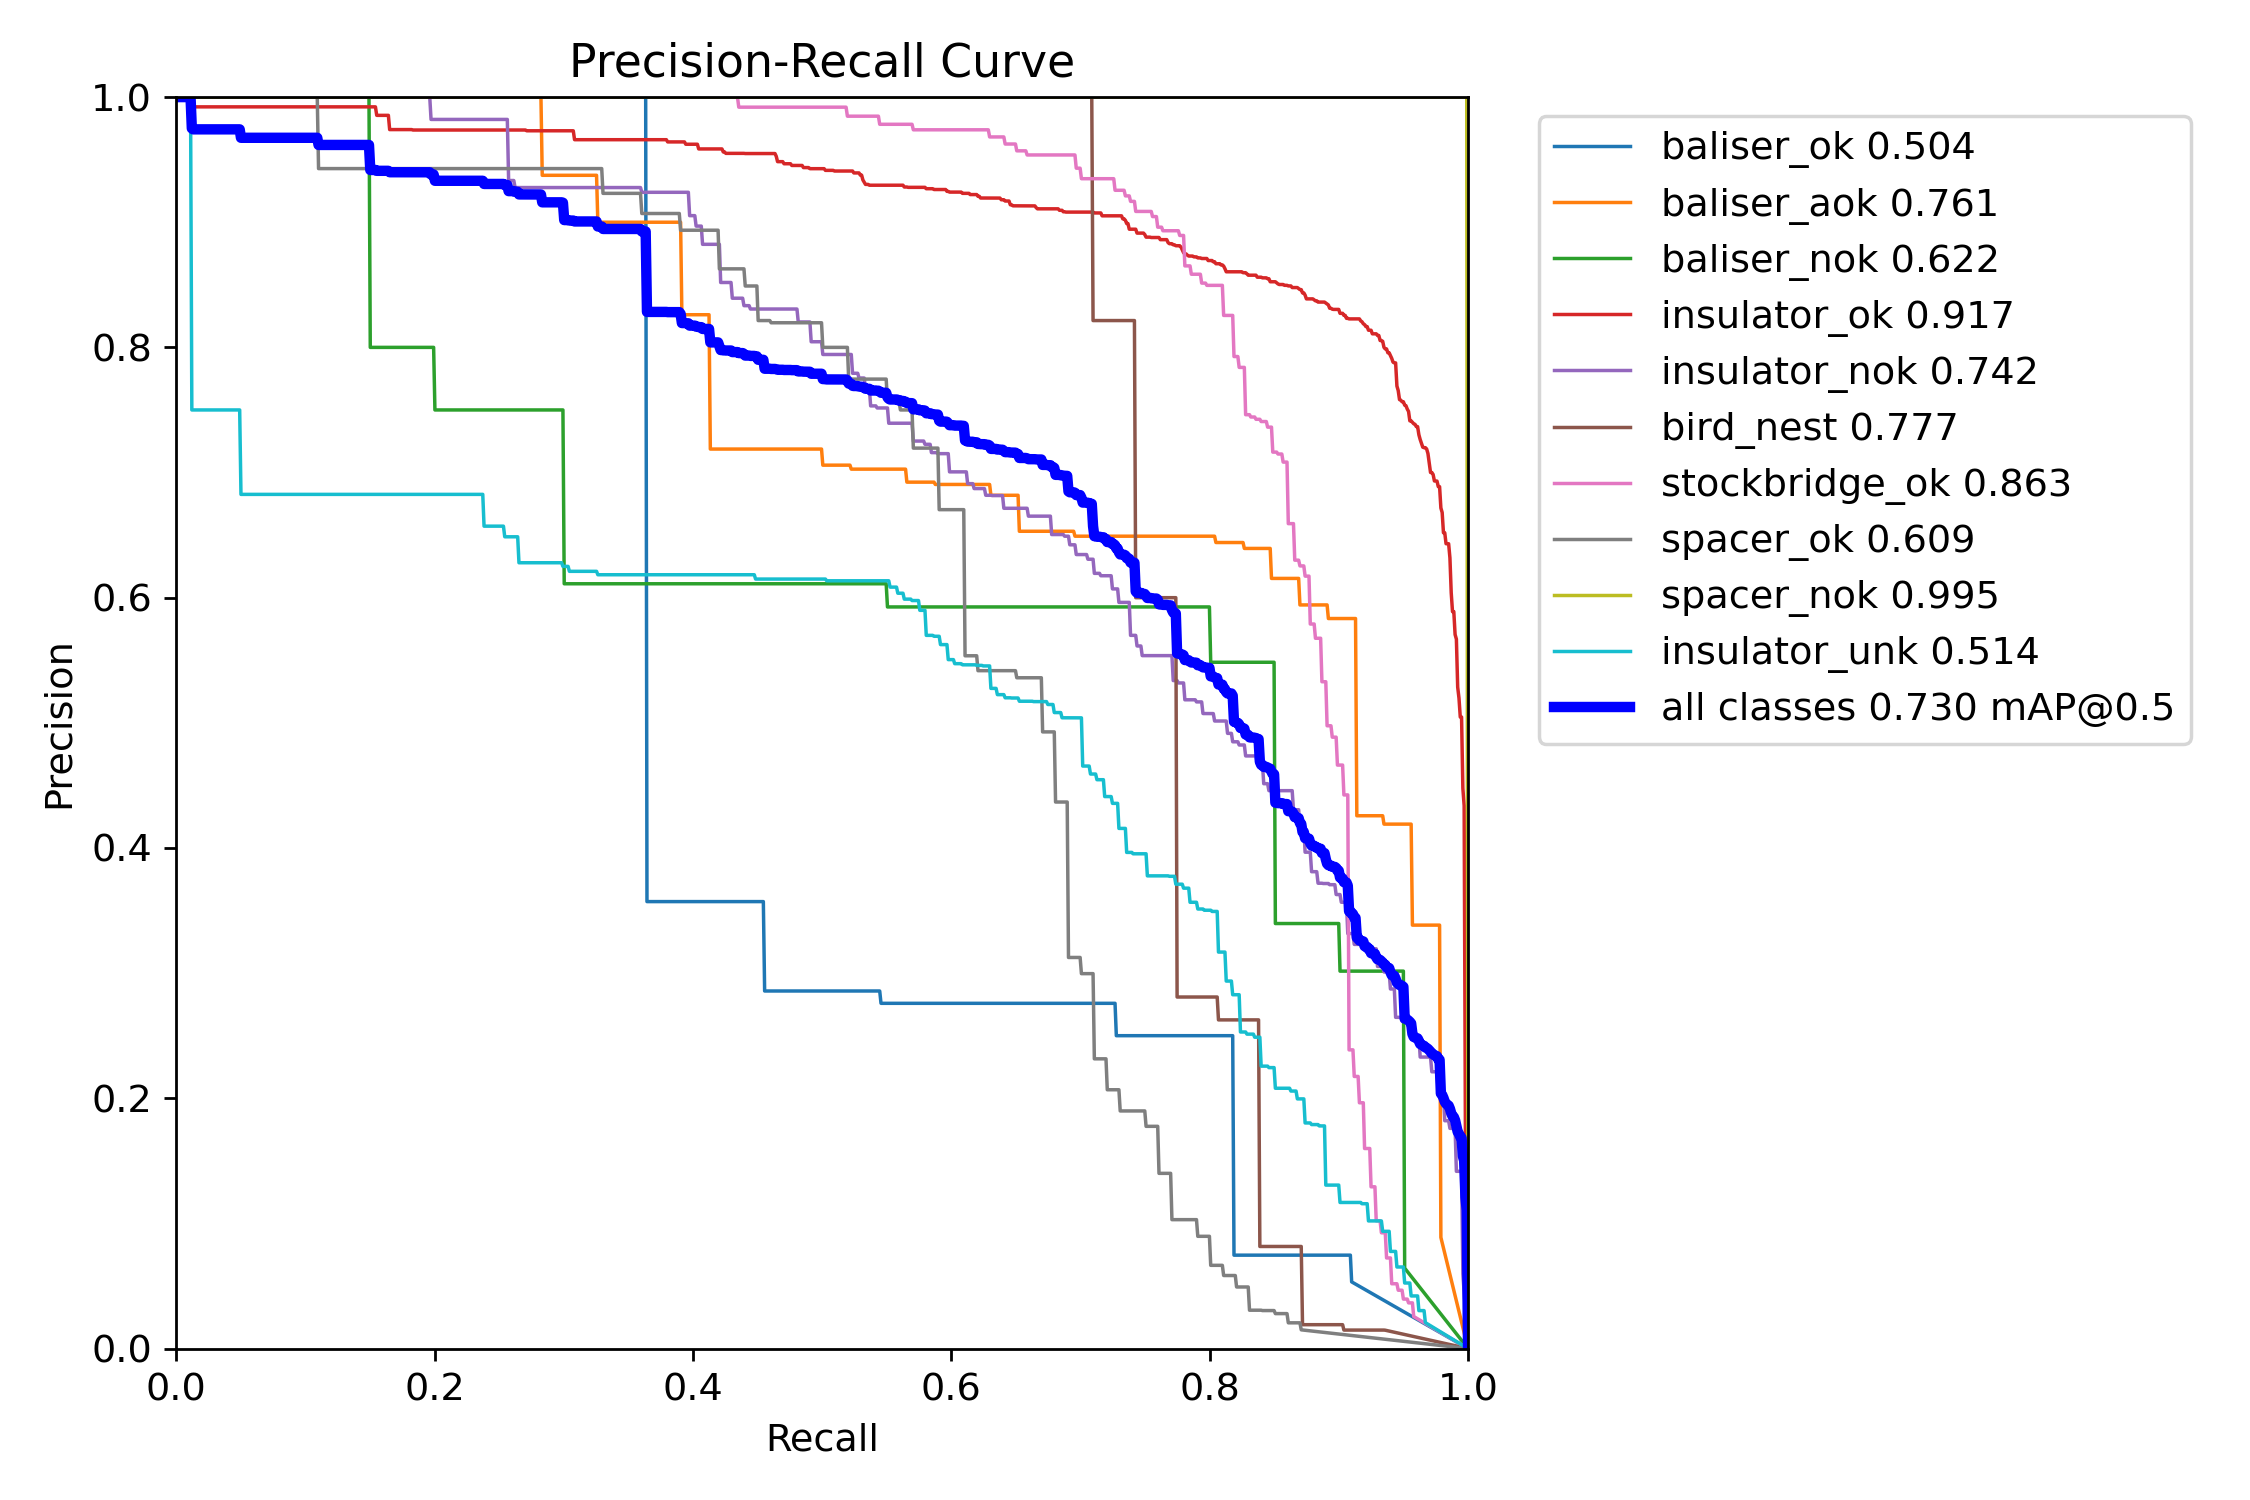 Precision-Recall Curve
1.0
0.8
0.6
0.4
0.2
0.0
Precision
0.0 0.2 0.4 0.6 0.8 1.0
Recall
baliser_ok 0.504
baliser_aok 0.761
baliser_nok 0.622
insulator_ok 0.917
insulator_nok 0.742
bird_nest 0.777
stockbridge_ok 0.863
spacer_ok 0.609
spacer_nok 0.995
insulator_unk 0.514
all classes 0.730 mAP@0.5